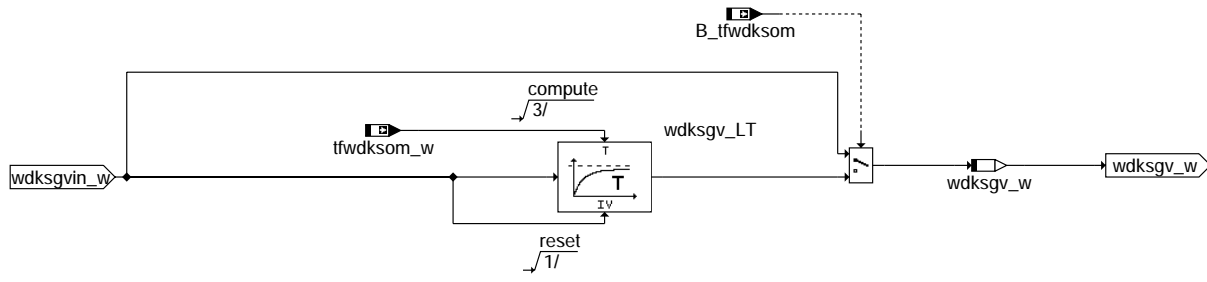 B_tfwdksom
compute
3/
tfwdksom_w
wdksgv_LT
T
T
IV
wdksgvin_w
wdksgv_w
wdksgv_w
reset
1/